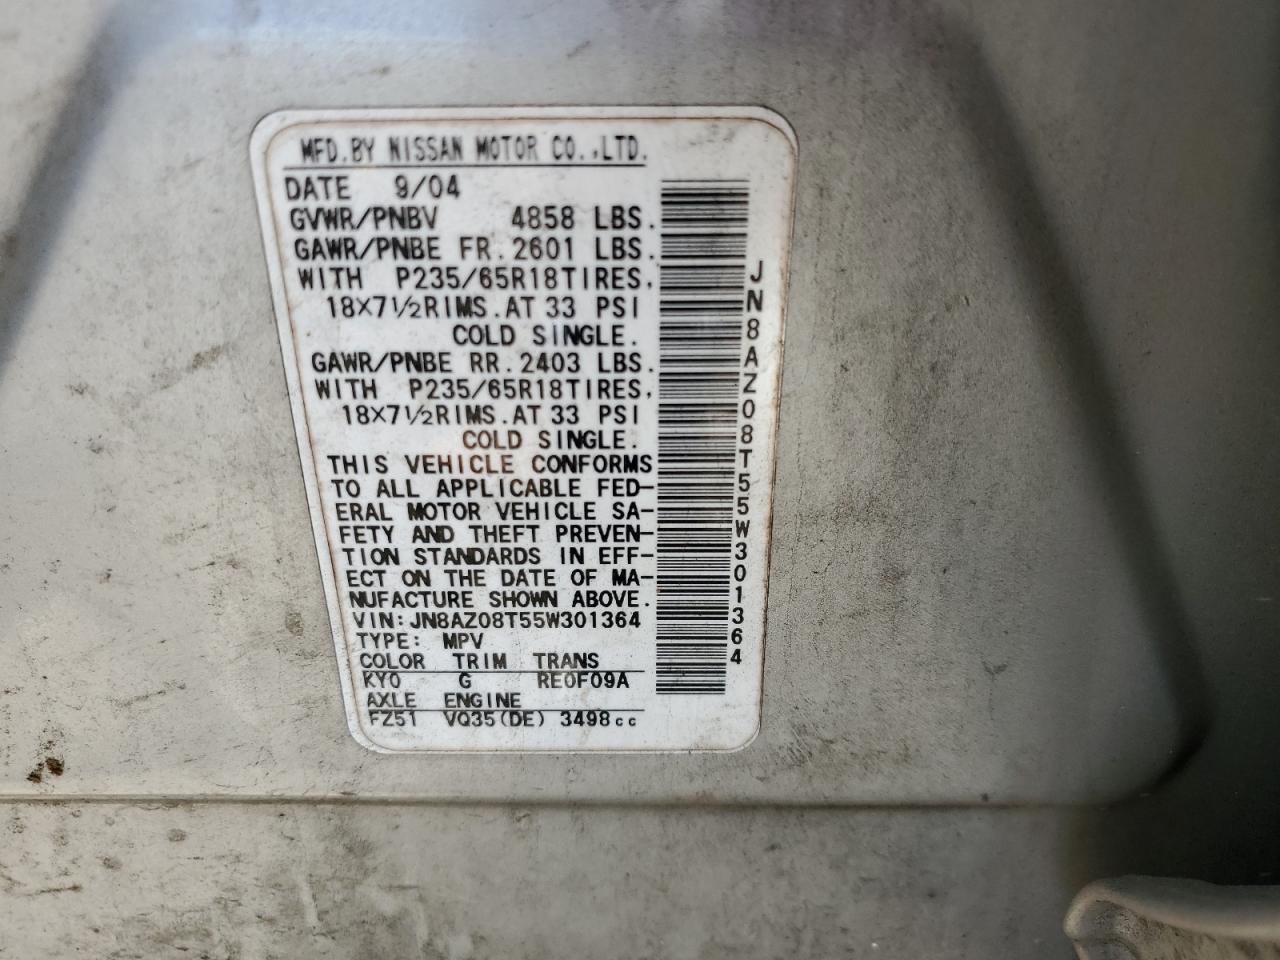 MFD.BY NISSAN MOTOR CO.,LTD.
DATE 9/04
GVWR/PNBV 4858 LBS.
GAWR/PNBE FR.2601 LBS.
WITH P235/65R18TIRES.
18×7½RIMS.AT 33 PSI
COLD SINGLE.
GAWR/PNBE RR.2403 LBS.
WITH P235/65R18TIRES.
18×7½RIMS.AT 33 PSI
COLD SINGLE.
THIS VEHICLE CONFORMS
TO ALL APPLICABLE FED-
ERAL MOTOR VEHICLE SA-
FETY AND THEFT PREVEN-
TION STANDARDS IN EFF-
ECT ON THE DATE OF MA-
NUFACTURE SHOWN ABOVE.
VIN:JN8AZ08T55W301364
TYPE: MPV
COLOR TRIM TRANS
KY0 G RE0F09A
AXLE ENGINE
FZ51 VQ35(DE) 3498cc
JN8AZ08T55W301364